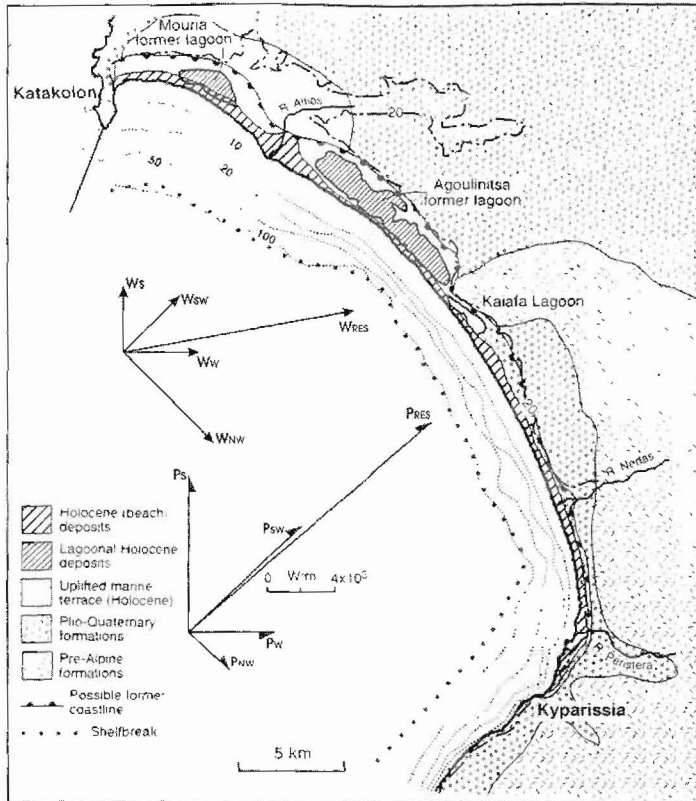 Mouria
former lagoon
Katakolon
R. Alfios
20
10
50
20
Agoulinitsa
former lagoon
100
Kaiafa Lagoon
Ws
Wsw
WRES
Ww
WNW
20
PRES
R. Nedas
Ps
Psw
0 W/m 4x10³
Pw
PNW
R. Peristera
Kyparissia
Holocene (beach)
deposits
Lagoonal Holocene
deposits
Uplifted marine
terrace (Holocene)
Plio-Quaternary
formations
Pre-Alpine
formations
Possible former
coastline
Shelfbreak
5 km